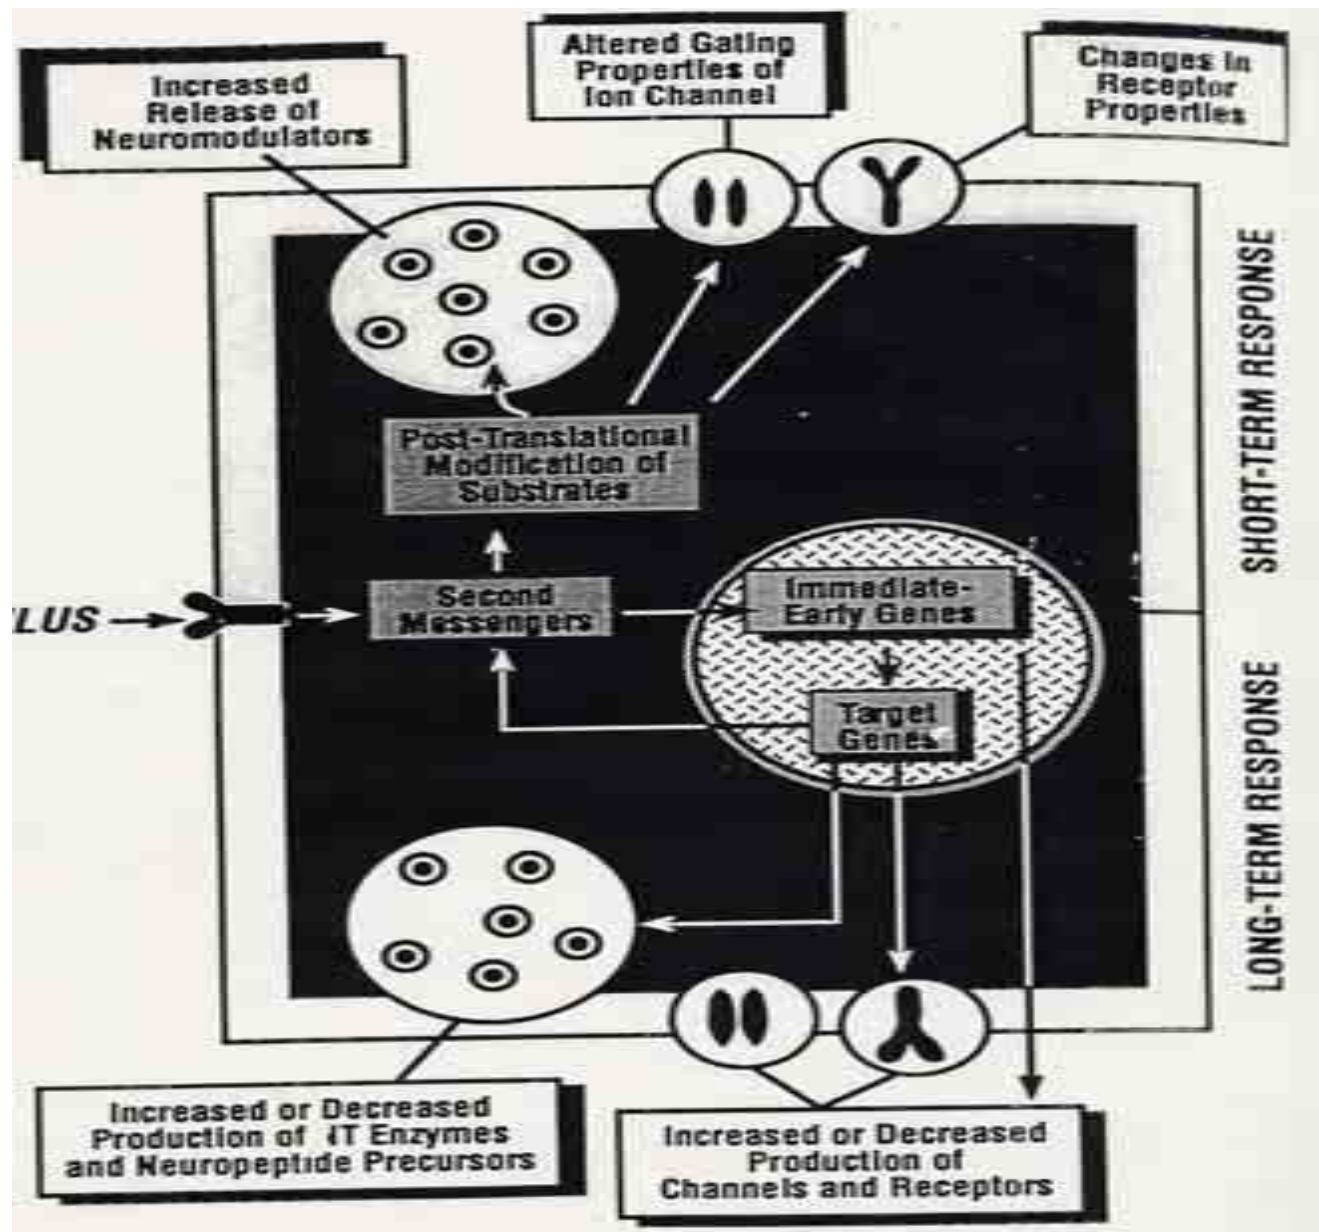 Increased
Release of
Neuromodulators
Altered Gating
Properties of
Ion Channel
Changes in
Receptor
Properties
SHORT-TERM RESPONSE
Post-Translational
Modification of
Substrates
LUS
Second
Messengers
Immediate-
Early Genes
Target
Genes
LONG-TERM RESPONSE
Increased or Decreased
Production of Enzymes
and Neuropeptide Precursors
Increased or Decreased
Production of
Channels and Receptors